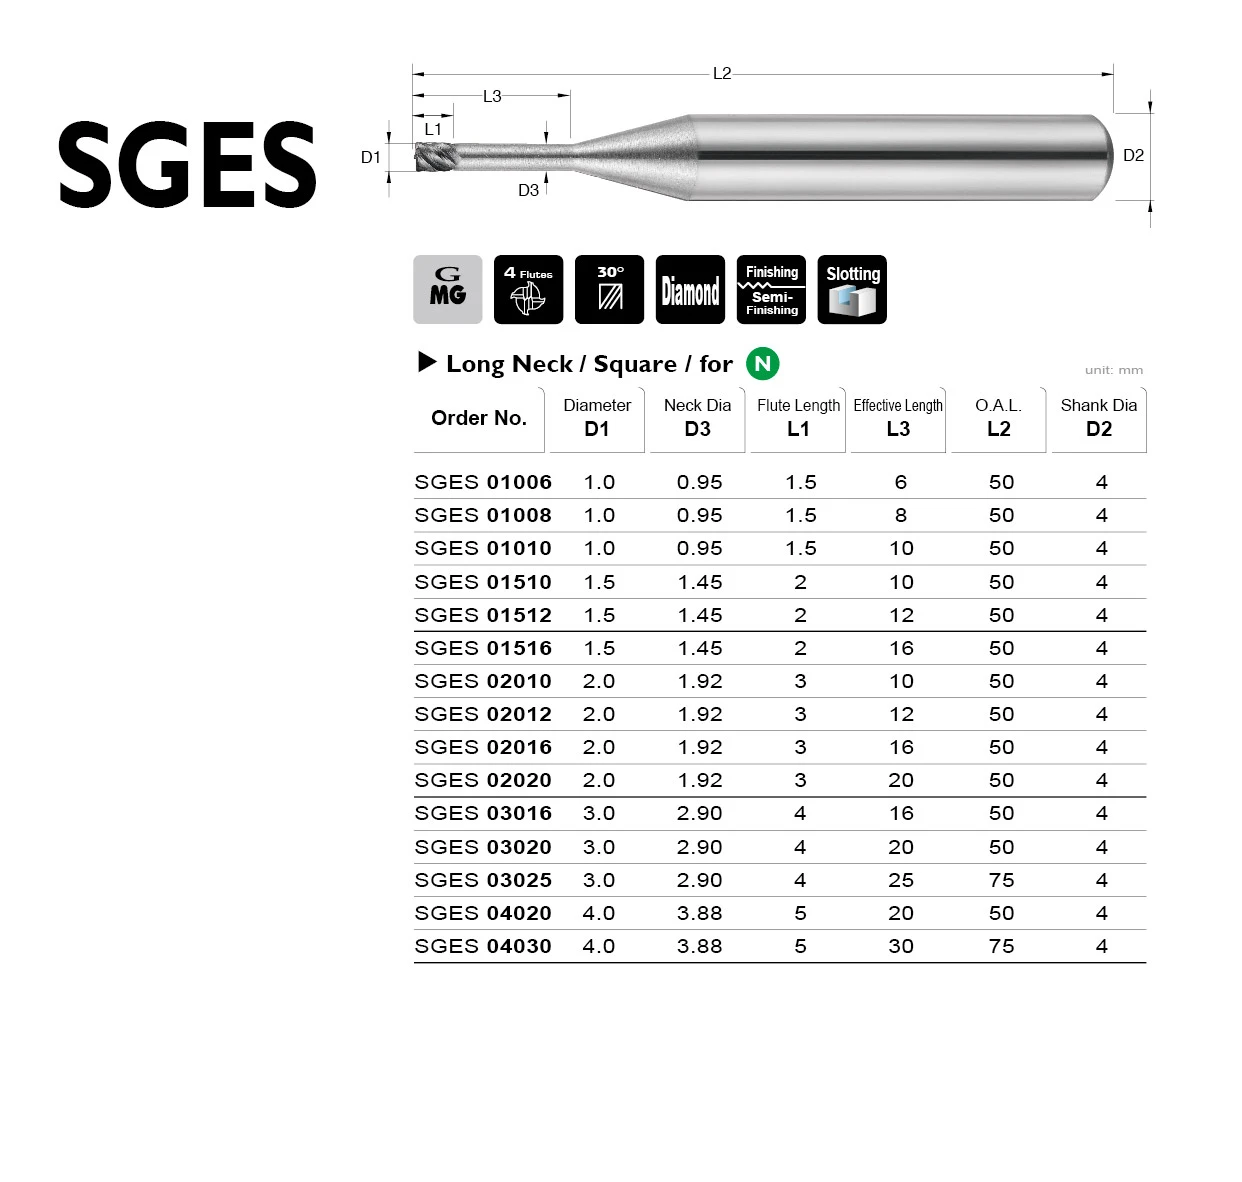 SGES
L2
L3
L1
D1
D3
D2
G
MG
4 Flutes
30°
Diamond
Finishing
Semi-
Finishing
Slotting
Long Neck / Square / for N
unit: mm
Order No. Diameter D1 Neck Dia D3 Flute Length L1 Effective Length L3 O.A.L. L2 Shank Dia D2
SGES 01006 1.0 0.95 1.5 6 50 4
SGES 01008 1.0 0.95 1.5 8 50 4
SGES 01010 1.0 0.95 1.5 10 50 4
SGES 01510 1.5 1.45 2 10 50 4
SGES 01512 1.5 1.45 2 12 50 4
SGES 01516 1.5 1.45 2 16 50 4
SGES 02010 2.0 1.92 3 10 50 4
SGES 02012 2.0 1.92 3 12 50 4
SGES 02016 2.0 1.92 3 16 50 4
SGES 02020 2.0 1.92 3 20 50 4
SGES 03016 3.0 2.90 4 16 50 4
SGES 03020 3.0 2.90 4 20 50 4
SGES 03025 3.0 2.90 4 25 75 4
SGES 04020 4.0 3.88 5 20 50 4
SGES 04030 4.0 3.88 5 30 75 4